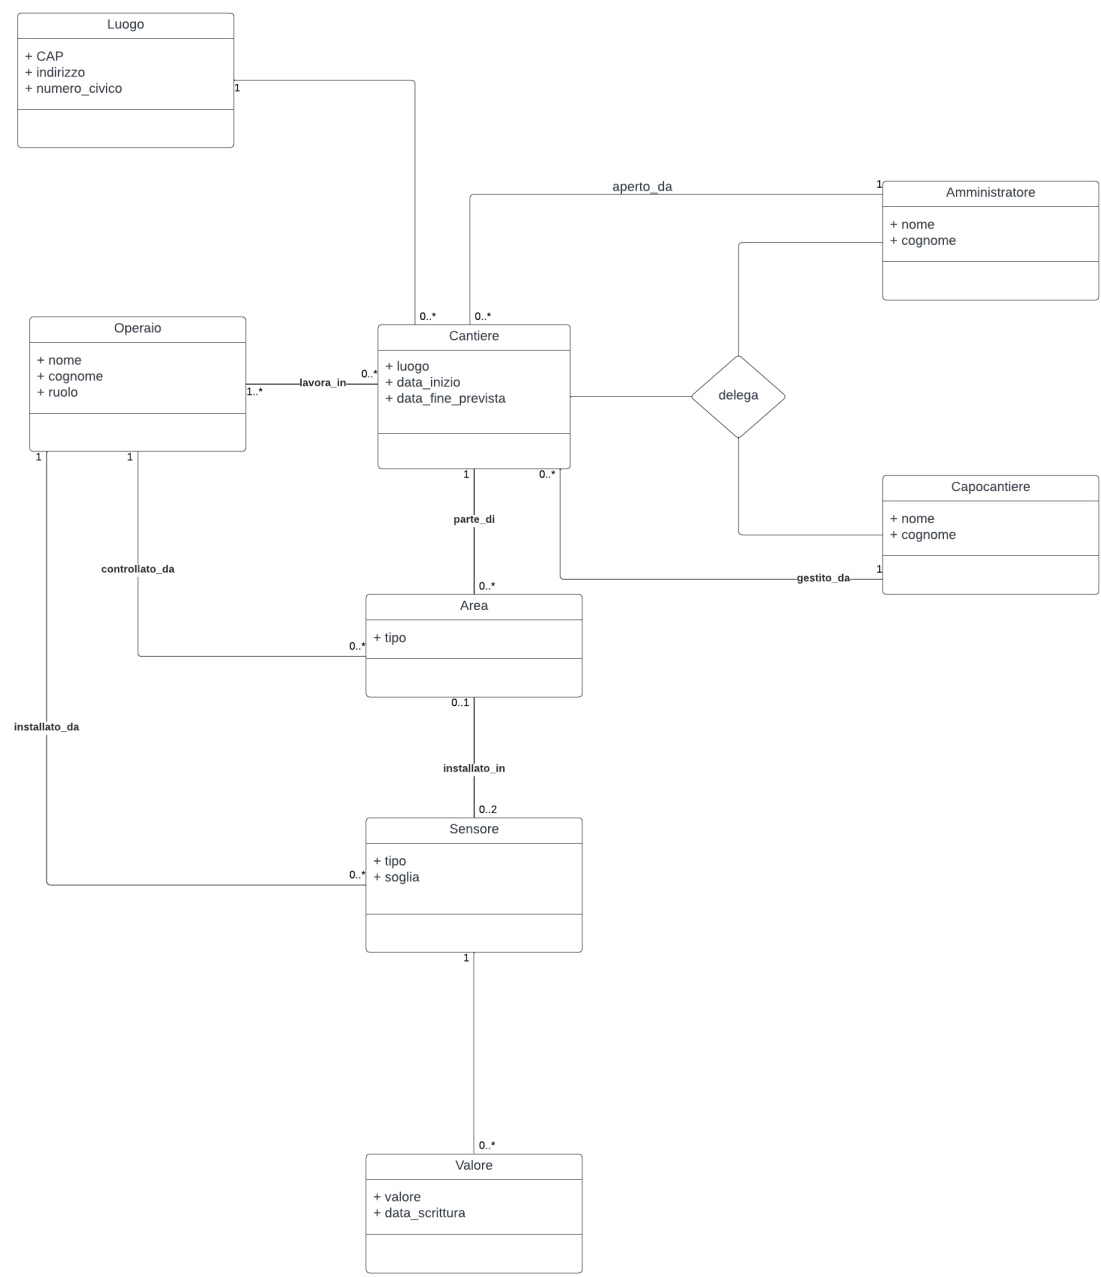 Luogo
+ CAP
+ indirizzo
+ numero_civico
1
aperto_da
1
Amministratore
+ nome
+ cognome
0..*
0..*
Operaio
+ nome
+ cognome
+ ruolo
1..*
lavora_in
0..*
Cantiere
+ luogo
+ data_inizio
+ data_fine_prevista
delega
1
1
1
0..*
Capocantiere
+ nome
+ cognome
parte_di
controllato_da
gestito_da
1
0..*
Area
+ tipo
0..*
0..1
installato_da
installato_in
0..2
Sensore
+ tipo
+ soglia
0..*
1
0..*
Valore
+ valore
+ data_scrittura